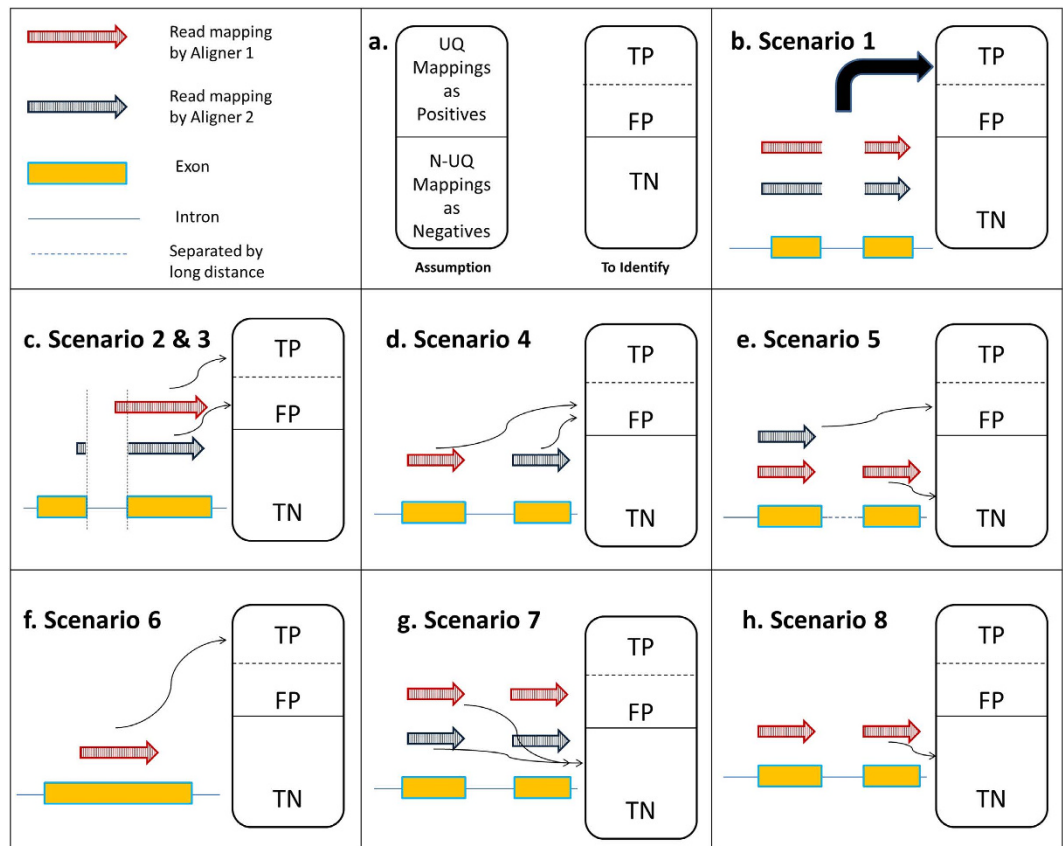 Read mapping
by Aligner 1
Read mapping
by Aligner 2
Exon
Intron
Separated by
long distance
a.
UQ
Mappings
as
Positives
N-UQ
Mappings
as
Negatives
Assumption
TP
FP
TN
To Identify
b. Scenario 1
TP
FP
TN
c. Scenario 2 & 3
TP
FP
TN
d. Scenario 4
TP
FP
TN
e. Scenario 5
TP
FP
TN
f. Scenario 6
TP
FP
TN
g. Scenario 7
TP
FP
TN
h. Scenario 8
TP
FP
TN